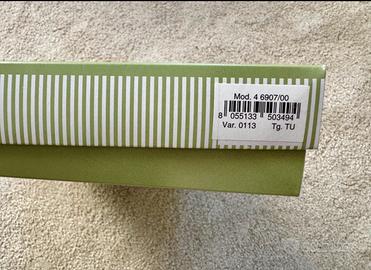 Mod. 4 6907/00
8 055133 503494
Var. 0113 Tg. TU